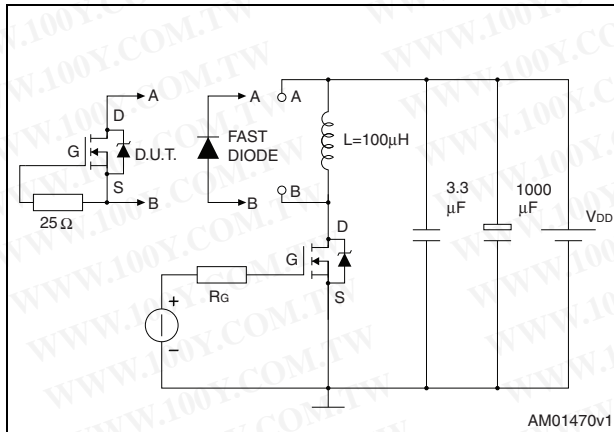 WWW.100Y.COM.TW
A
A
A
D
G
D.U.T.
FAST
DIODE
L=100μH
S
B
B
B
25 Ω
D
3.3
μF
1000
μF
VDD
G
RG
S
+
–
AM01470v1